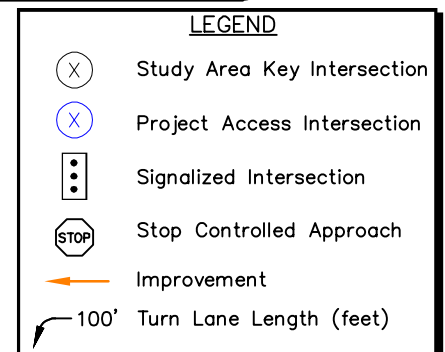 LEGEND
X Study Area Key Intersection
X Project Access Intersection
Signalized Intersection
STOP Stop Controlled Approach
Improvement
100' Turn Lane Length (feet)